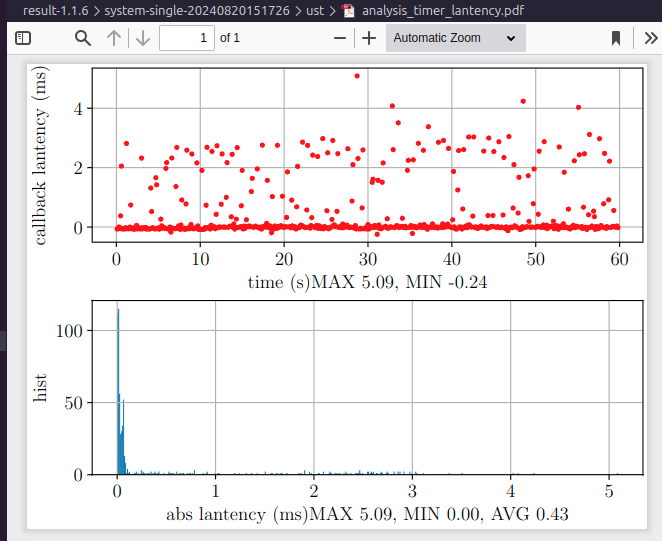 result-1.1.6 > system-single-20240820151726 > ust > analysis_timer_lantency.pdf
1 of 1 Automatic Zoom
callback lantency (ms)
4
2
0
0 10 20 30 40 50 60
time (s)MAX 5.09, MIN -0.24
hist
100
50
0
0 1 2 3 4 5
abs lantency (ms)MAX 5.09, MIN 0.00, AVG 0.43